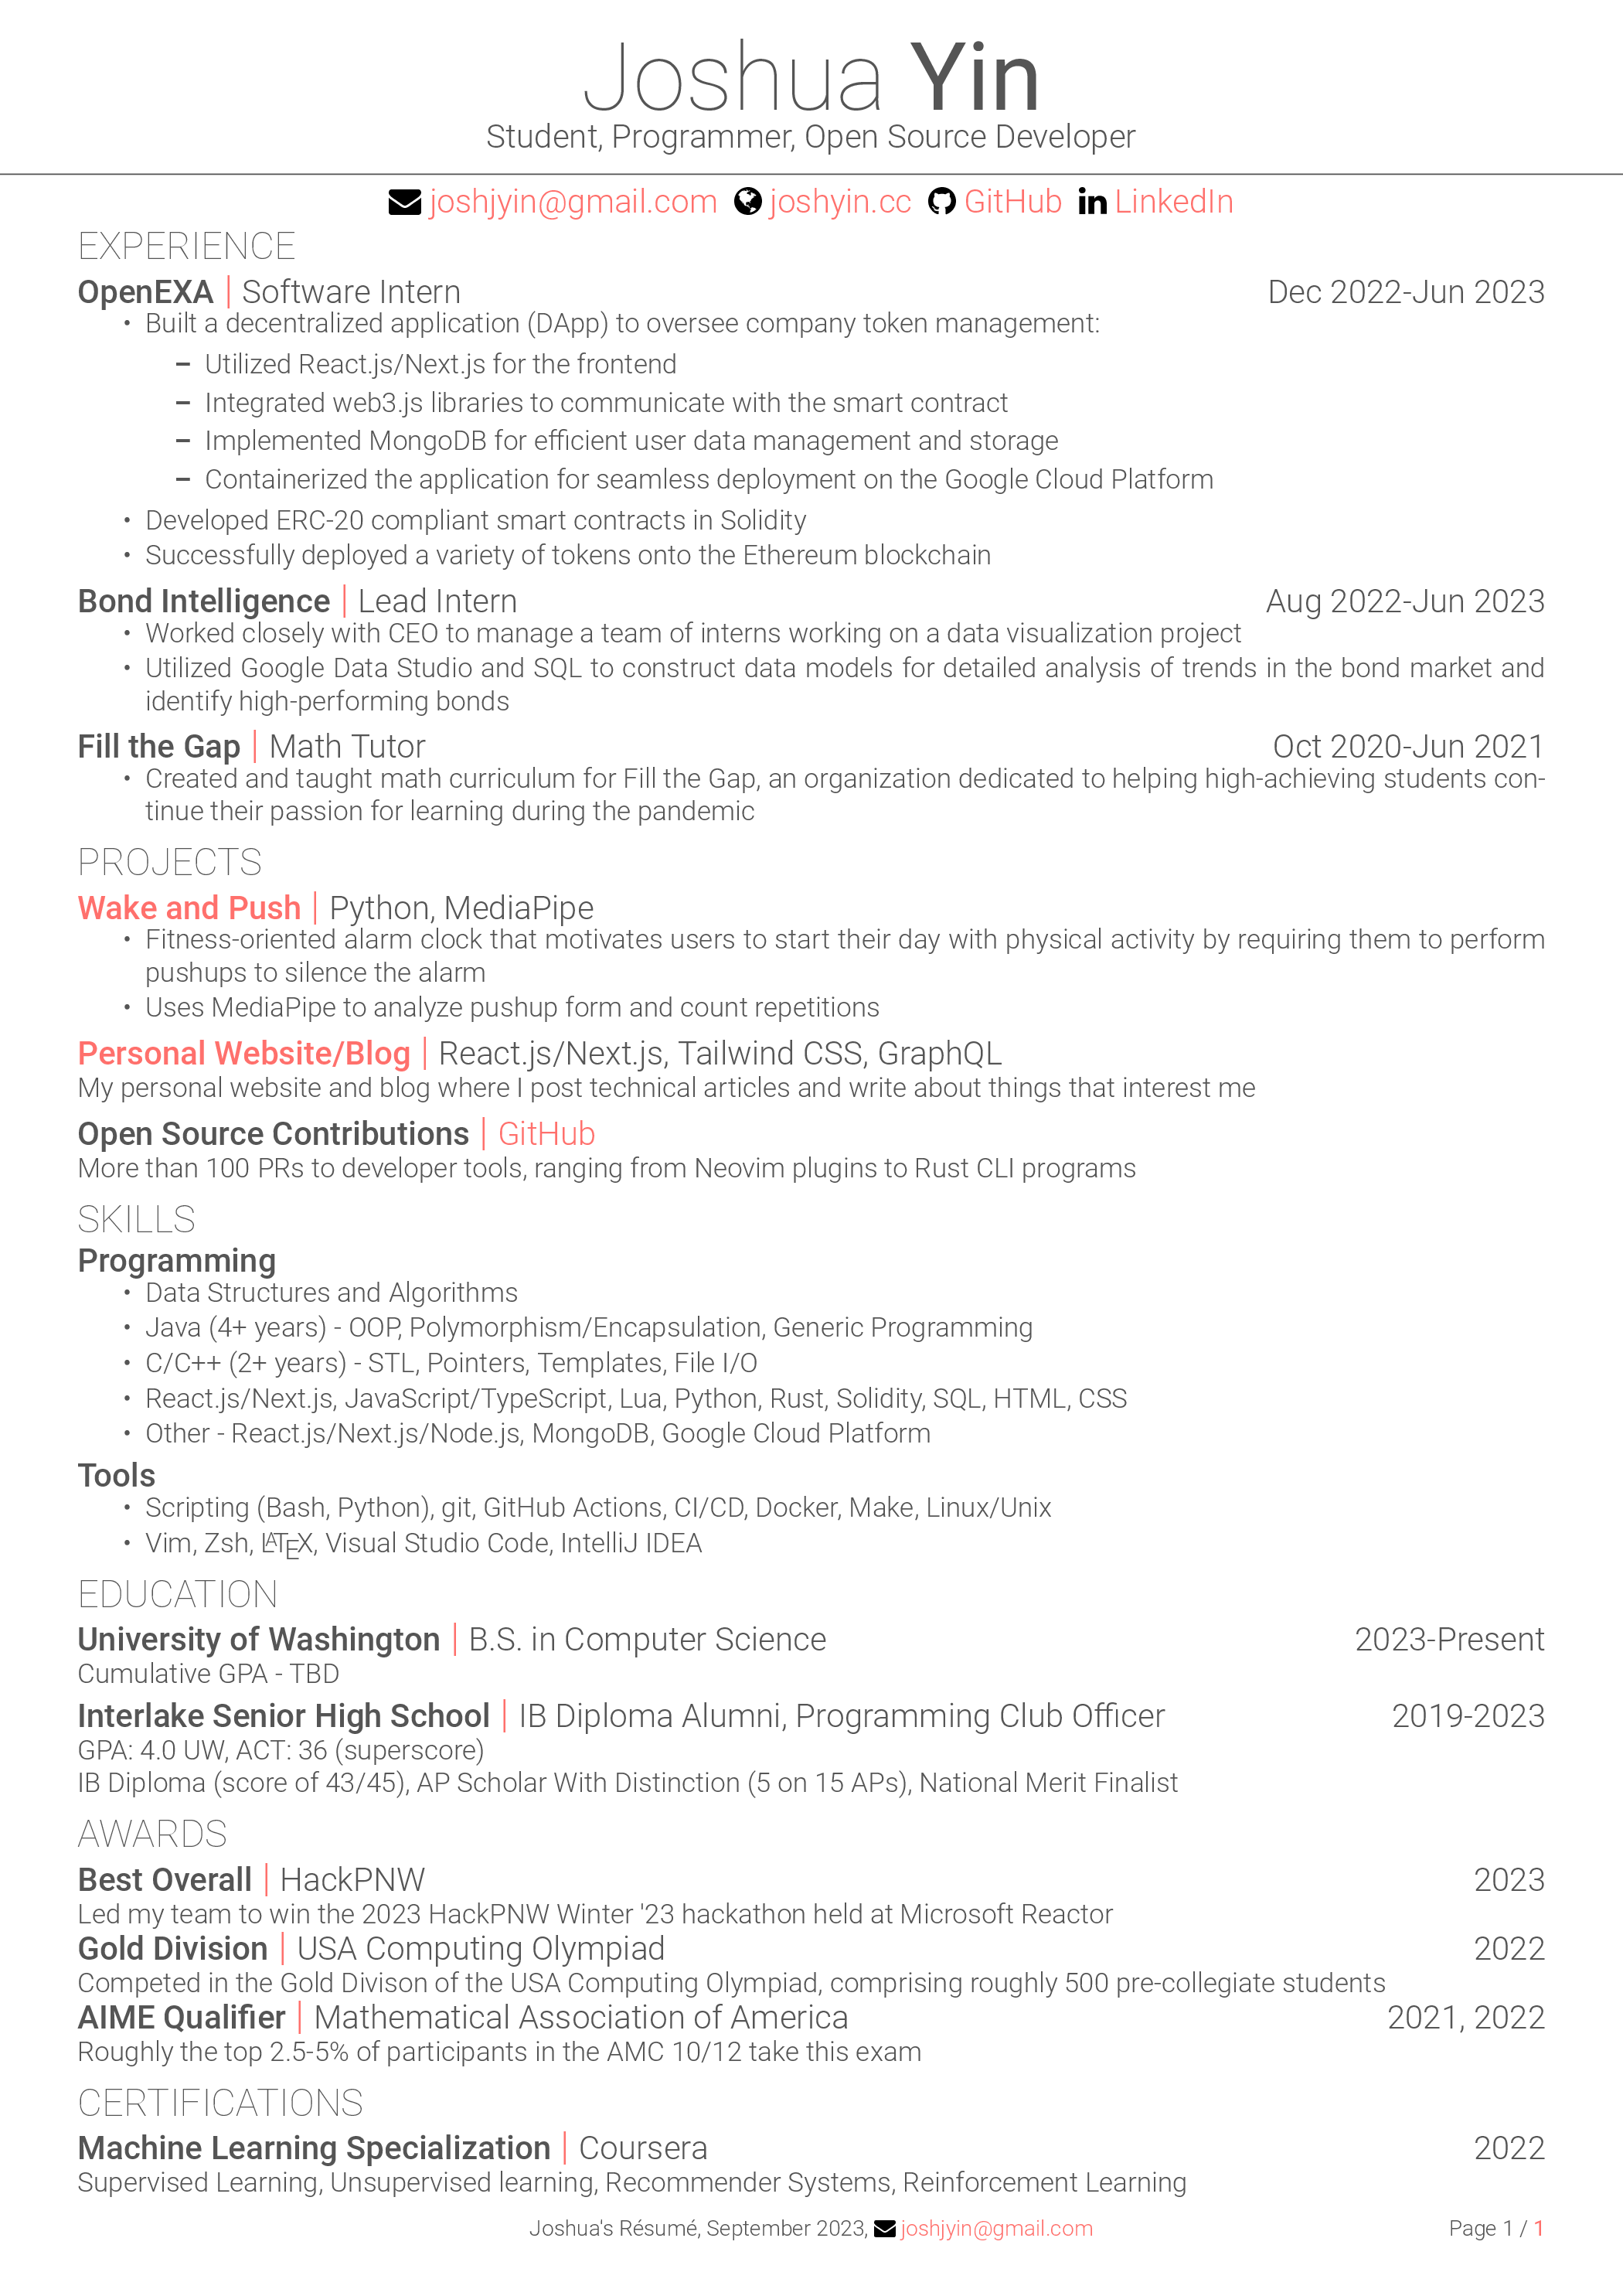 Joshua Yin
Student, Programmer, Open Source Developer
joshjyin@gmail.com joshyin.cc GitHub LinkedIn
EXPERIENCE
OpenEXA | Software Intern Dec 2022-Jun 2023
• Built a decentralized application (DApp) to oversee company token management:
– Utilized React.js/Next.js for the frontend
– Integrated web3.js libraries to communicate with the smart contract
– Implemented MongoDB for efficient user data management and storage
– Containerized the application for seamless deployment on the Google Cloud Platform
• Developed ERC-20 compliant smart contracts in Solidity
• Successfully deployed a variety of tokens onto the Ethereum blockchain
Bond Intelligence | Lead Intern Aug 2022-Jun 2023
• Worked closely with CEO to manage a team of interns working on a data visualization project
• Utilized Google Data Studio and SQL to construct data models for detailed analysis of trends in the bond market and
identify high-performing bonds
Fill the Gap | Math Tutor Oct 2020-Jun 2021
• Created and taught math curriculum for Fill the Gap, an organization dedicated to helping high-achieving students con-
tinue their passion for learning during the pandemic
PROJECTS
Wake and Push | Python, MediaPipe
• Fitness-oriented alarm clock that motivates users to start their day with physical activity by requiring them to perform
pushups to silence the alarm
• Uses MediaPipe to analyze pushup form and count repetitions
Personal Website/Blog | React.js/Next.js, Tailwind CSS, GraphQL
My personal website and blog where I post technical articles and write about things that interest me
Open Source Contributions | GitHub
More than 100 PRs to developer tools, ranging from Neovim plugins to Rust CLI programs
SKILLS
Programming
• Data Structures and Algorithms
• Java (4+ years) - OOP, Polymorphism/Encapsulation, Generic Programming
• C/C++ (2+ years) - STL, Pointers, Templates, File I/O
• React.js/Next.js, JavaScript/TypeScript, Lua, Python, Rust, Solidity, SQL, HTML, CSS
• Other - React.js/Next.js/Node.js, MongoDB, Google Cloud Platform
Tools
• Scripting (Bash, Python), git, GitHub Actions, CI/CD, Docker, Make, Linux/Unix
• Vim, Zsh, LATEX, Visual Studio Code, IntelliJ IDEA
EDUCATION
University of Washington | B.S. in Computer Science 2023-Present
Cumulative GPA - TBD
Interlake Senior High School | IB Diploma Alumni, Programming Club Officer 2019-2023
GPA: 4.0 UW, ACT: 36 (superscore)
IB Diploma (score of 43/45), AP Scholar With Distinction (5 on 15 APs), National Merit Finalist
AWARDS
Best Overall | HackPNW 2023
Led my team to win the 2023 HackPNW Winter '23 hackathon held at Microsoft Reactor
Gold Division | USA Computing Olympiad 2022
Competed in the Gold Divison of the USA Computing Olympiad, comprising roughly 500 pre-collegiate students
AIME Qualifier | Mathematical Association of America 2021, 2022
Roughly the top 2.5-5% of participants in the AMC 10/12 take this exam
CERTIFICATIONS
Machine Learning Specialization | Coursera 2022
Supervised Learning, Unsupervised learning, Recommender Systems, Reinforcement Learning
Joshua's Résumé, September 2023, joshjyin@gmail.com Page 1 / 1